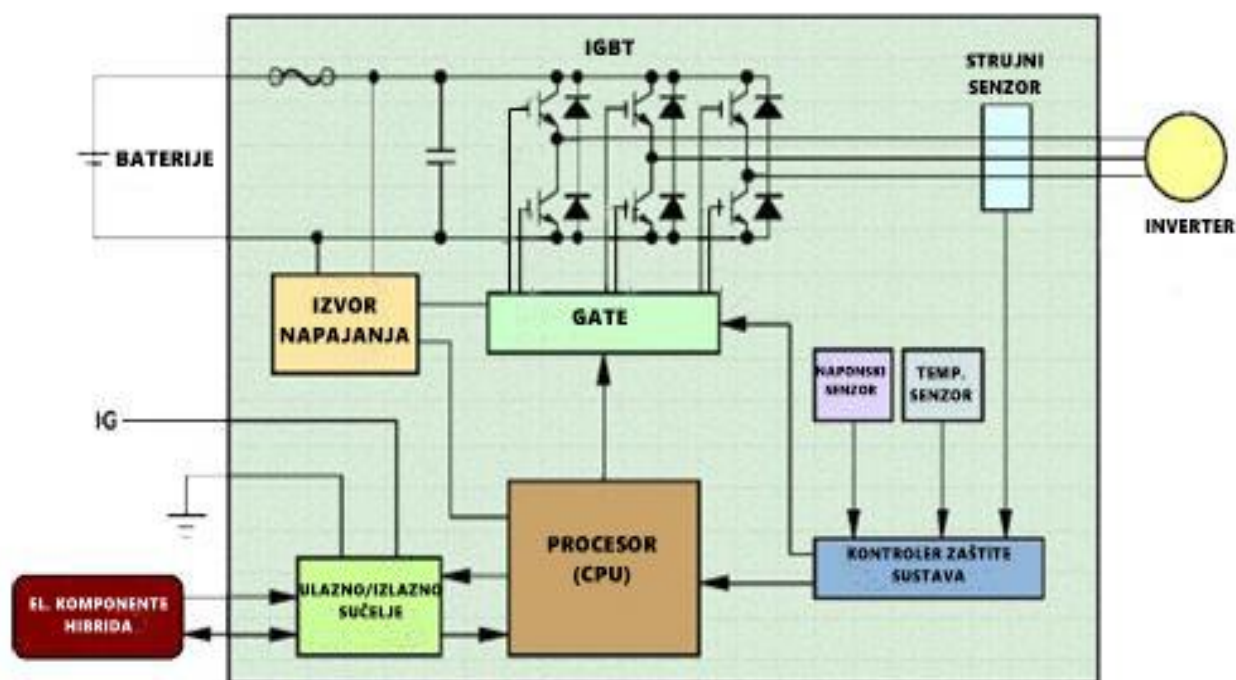 IGBT
STRUJNI
SENZOR
BATERIJE
INVERTER
IZVOR
NAPAJANJA
GATE
NAPONSKI
SENZOR
TEMP.
SENZOR
IG
PROCESOR
(CPU)
KONTROLER ZAŠTITE
SUSTAVA
ULAZNO/IZLAZNO
SUČELJE
EL. KOMPONENTE
HIBRIDA